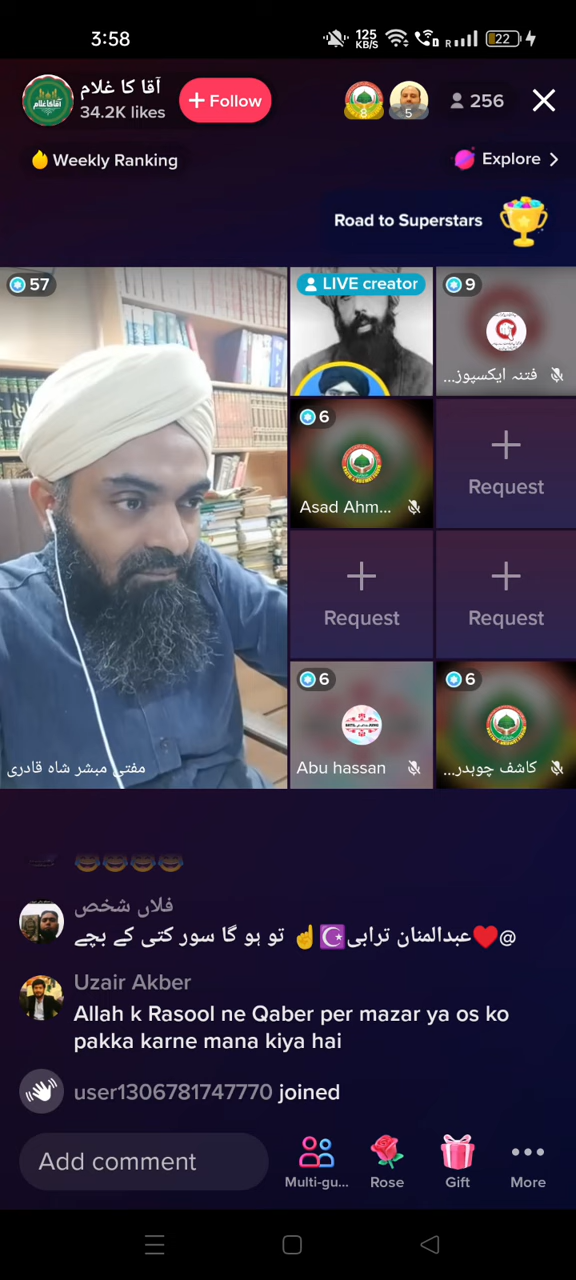 3:58
125
KB/S
R
22
آقا کا غلام
34.2K likes
+ Follow
8
5
256
Weekly Ranking
Explore
Road to Superstars
57
LIVE creator
9
فتنہ ایکسپوز...
6
Asad Ahm...
Request
Request
Request
6
Abu hassan
6
کاشف چوہدر...
مفتی مبشر شاہ قادری
فلاں شخص
@❤️عبدالمنان ترابی☪️☝️ تو ہو گا سور کتی کے بچے
Uzair Akber
Allah k Rasool ne Qaber per mazar ya os ko
pakka karne mana kiya hai
user1306781747770 joined
Add comment
Multi-gu...
Rose
Gift
More